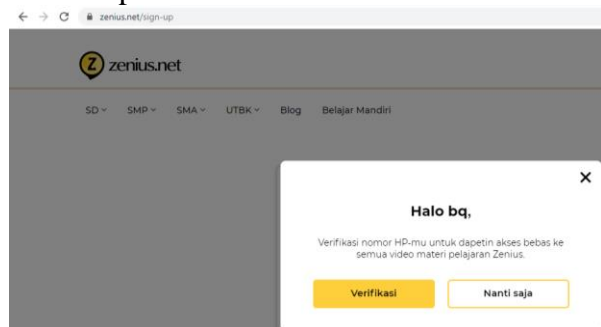 zenius.net/sign-up
zenius.net
SD SMP SMA UTBK Blog Belajar Mandiri
Halo bq,
Verifikasi nomor HP-mu untuk dapetin akses bebas ke
semua video materi pelajaran Zenius.
Verifikasi Nanti saja